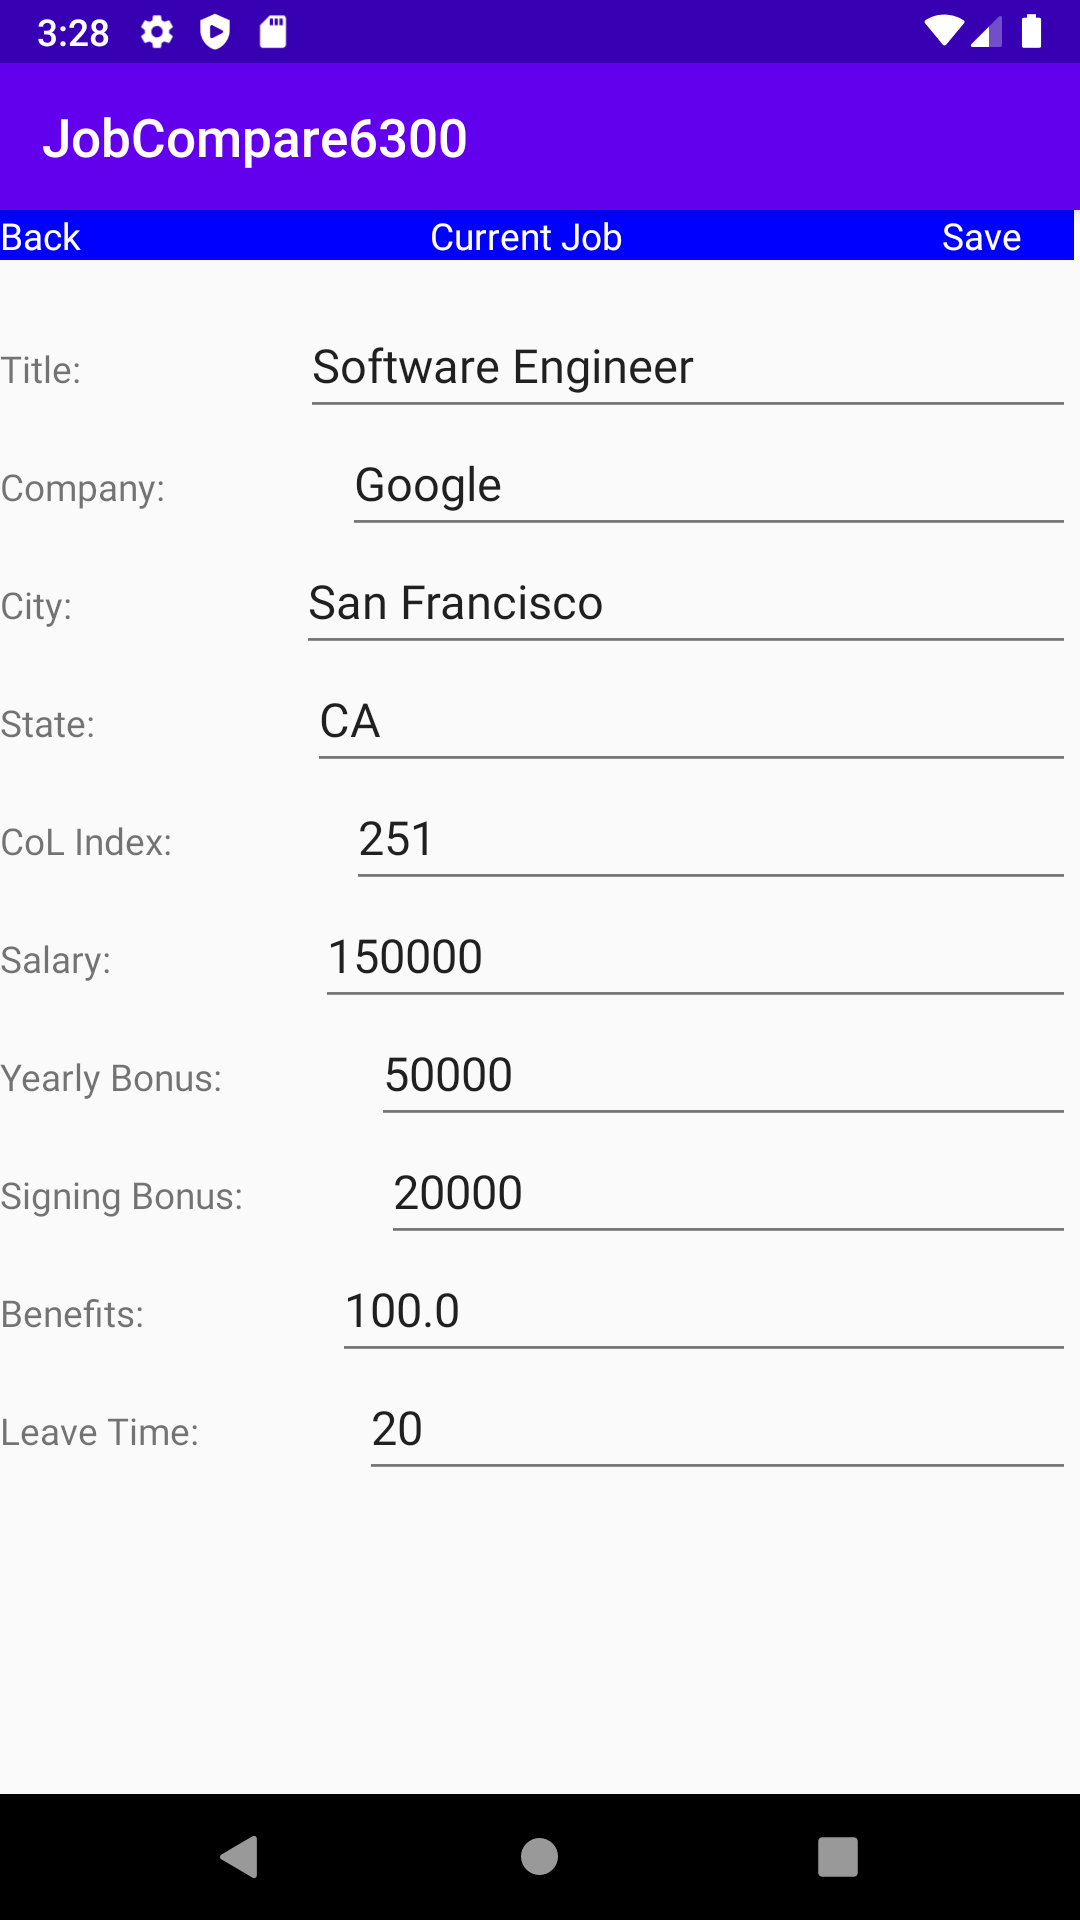 3:28
JobCompare6300
Back Current Job Save
Title: Software Engineer
Company: Google
City: San Francisco
State: CA
CoL Index: 251
Salary: 150000
Yearly Bonus: 50000
Signing Bonus: 20000
Benefits: 100.0
Leave Time: 20